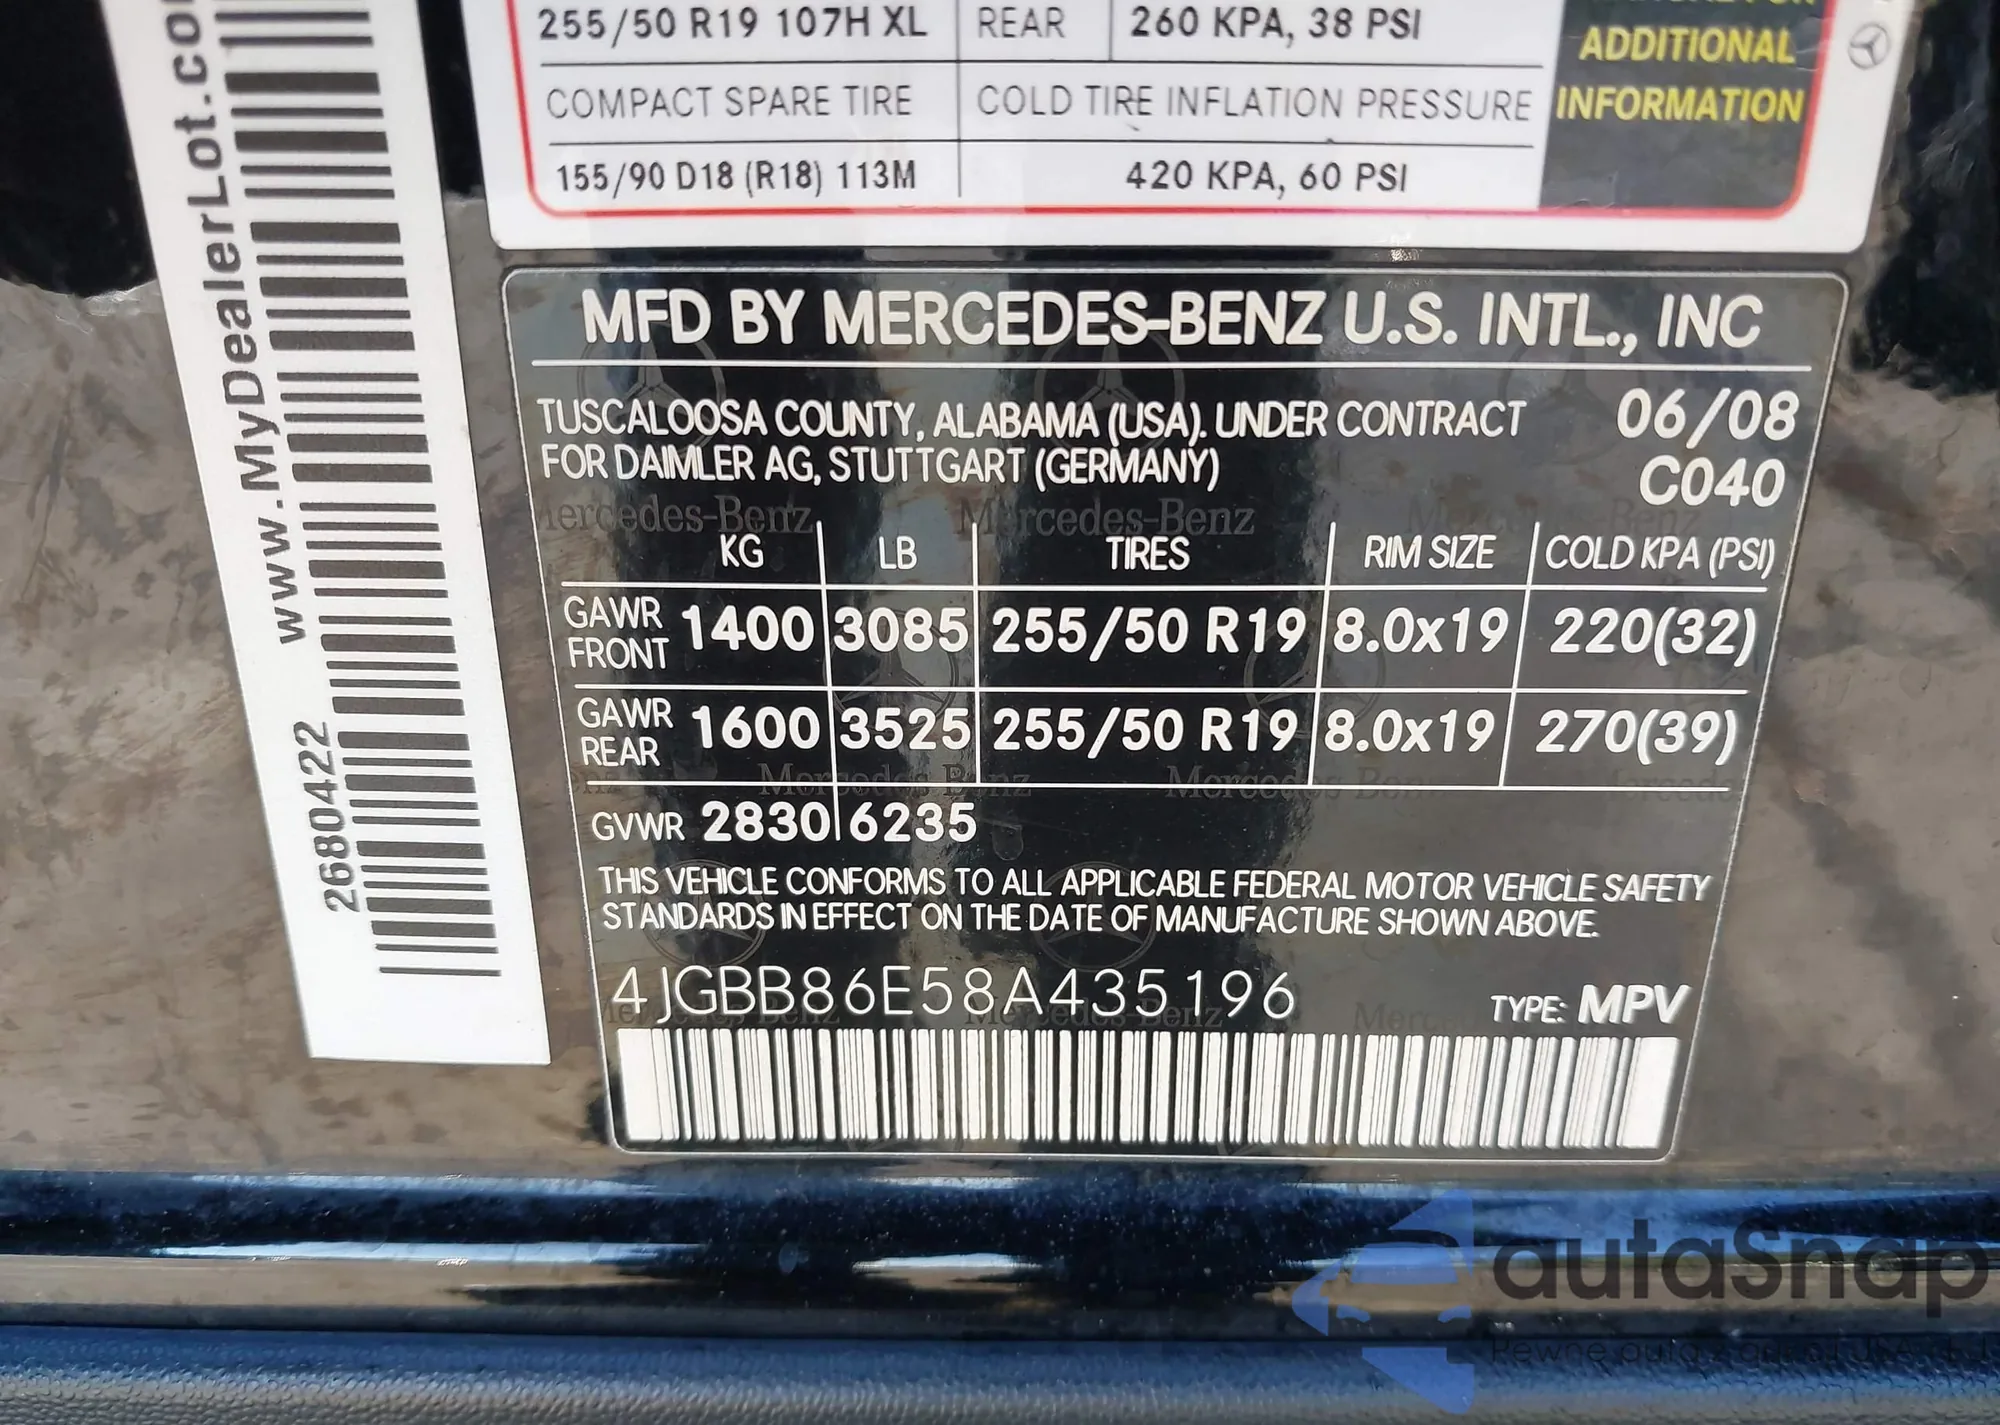 255/50 R19 107H XL REAR 260 KPA, 38 PSI
ADDITIONAL
COMPACT SPARE TIRE COLD TIRE INFLATION PRESSURE INFORMATION
155/90 D18 (R18) 113M 420 KPA, 60 PSI
www.MyDealerLot.co
2680422
MFD BY MERCEDES-BENZ U.S. INTL., INC
TUSCALOOSA COUNTY, ALABAMA (USA). UNDER CONTRACT 06/08
FOR DAIMLER AG, STUTTGART (GERMANY) C040
KG LB TIRES RIM SIZE COLD KPA (PSI)
GAWR FRONT 1400 3085 255/50 R19 8.0x19 220(32)
GAWR REAR 1600 3525 255/50 R19 8.0x19 270(39)
GVWR 2830 6235
THIS VEHICLE CONFORMS TO ALL APPLICABLE FEDERAL MOTOR VEHICLE SAFETY
STANDARDS IN EFFECT ON THE DATE OF MANUFACTURE SHOWN ABOVE.
4JGBB86E58A435196 TYPE: MPV
autoSnap